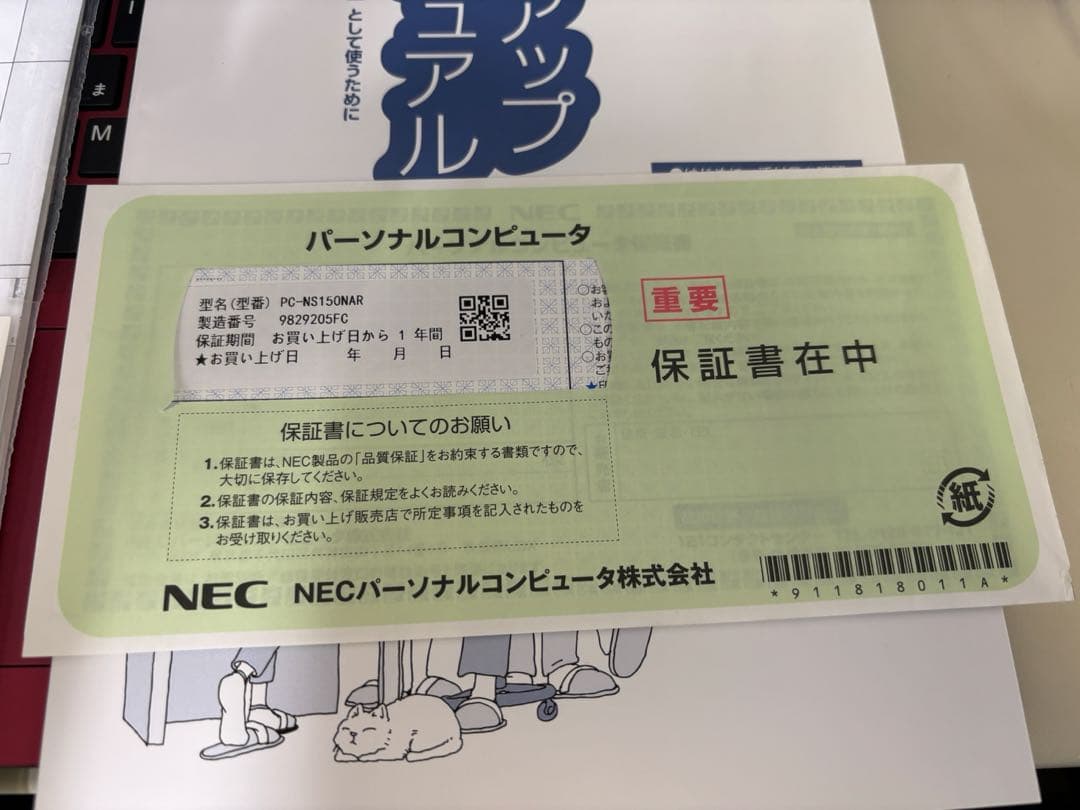 ま
M
アップ
ュアル
として使うために
NEC
パーソナルコンピュータ
型名(型番) PC-NS150NAR
製造番号 9829205FC
保証期間 お買い上げ日から 1 年間
★お買い上げ日 年 月 日
重要
保証書在中
保証書についてのお願い
1.保証書は、NEC製品の「品質保証」をお約束する書類ですので、
大切に保存してください。
2.保証書の保証内容、保証規定をよくお読みください。
3.保証書は、お買い上げ販売店で所定事項を記入されたものを
お受け取りください。
紙
NEC NECパーソナルコンピュータ株式会社
*911818011A*